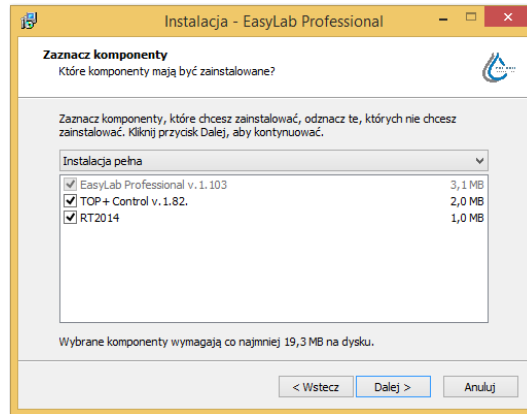 Instalacja - EasyLab Professional
Zaznacz komponenty
Które komponenty mają być zainstalowane?
Zaznacz komponenty, które chcesz zainstalować, odznacz te, których nie chcesz
zainstalować. Kliknij przycisk Dalej, aby kontynuować.
Instalacja pełna
EasyLab Professional v.1.103 3,1 MB
TOP+ Control v.1.82. 2,0 MB
RT2014 1,0 MB
Wybrane komponenty wymagają co najmniej 19,3 MB na dysku.
< Wstecz Dalej > Anuluj